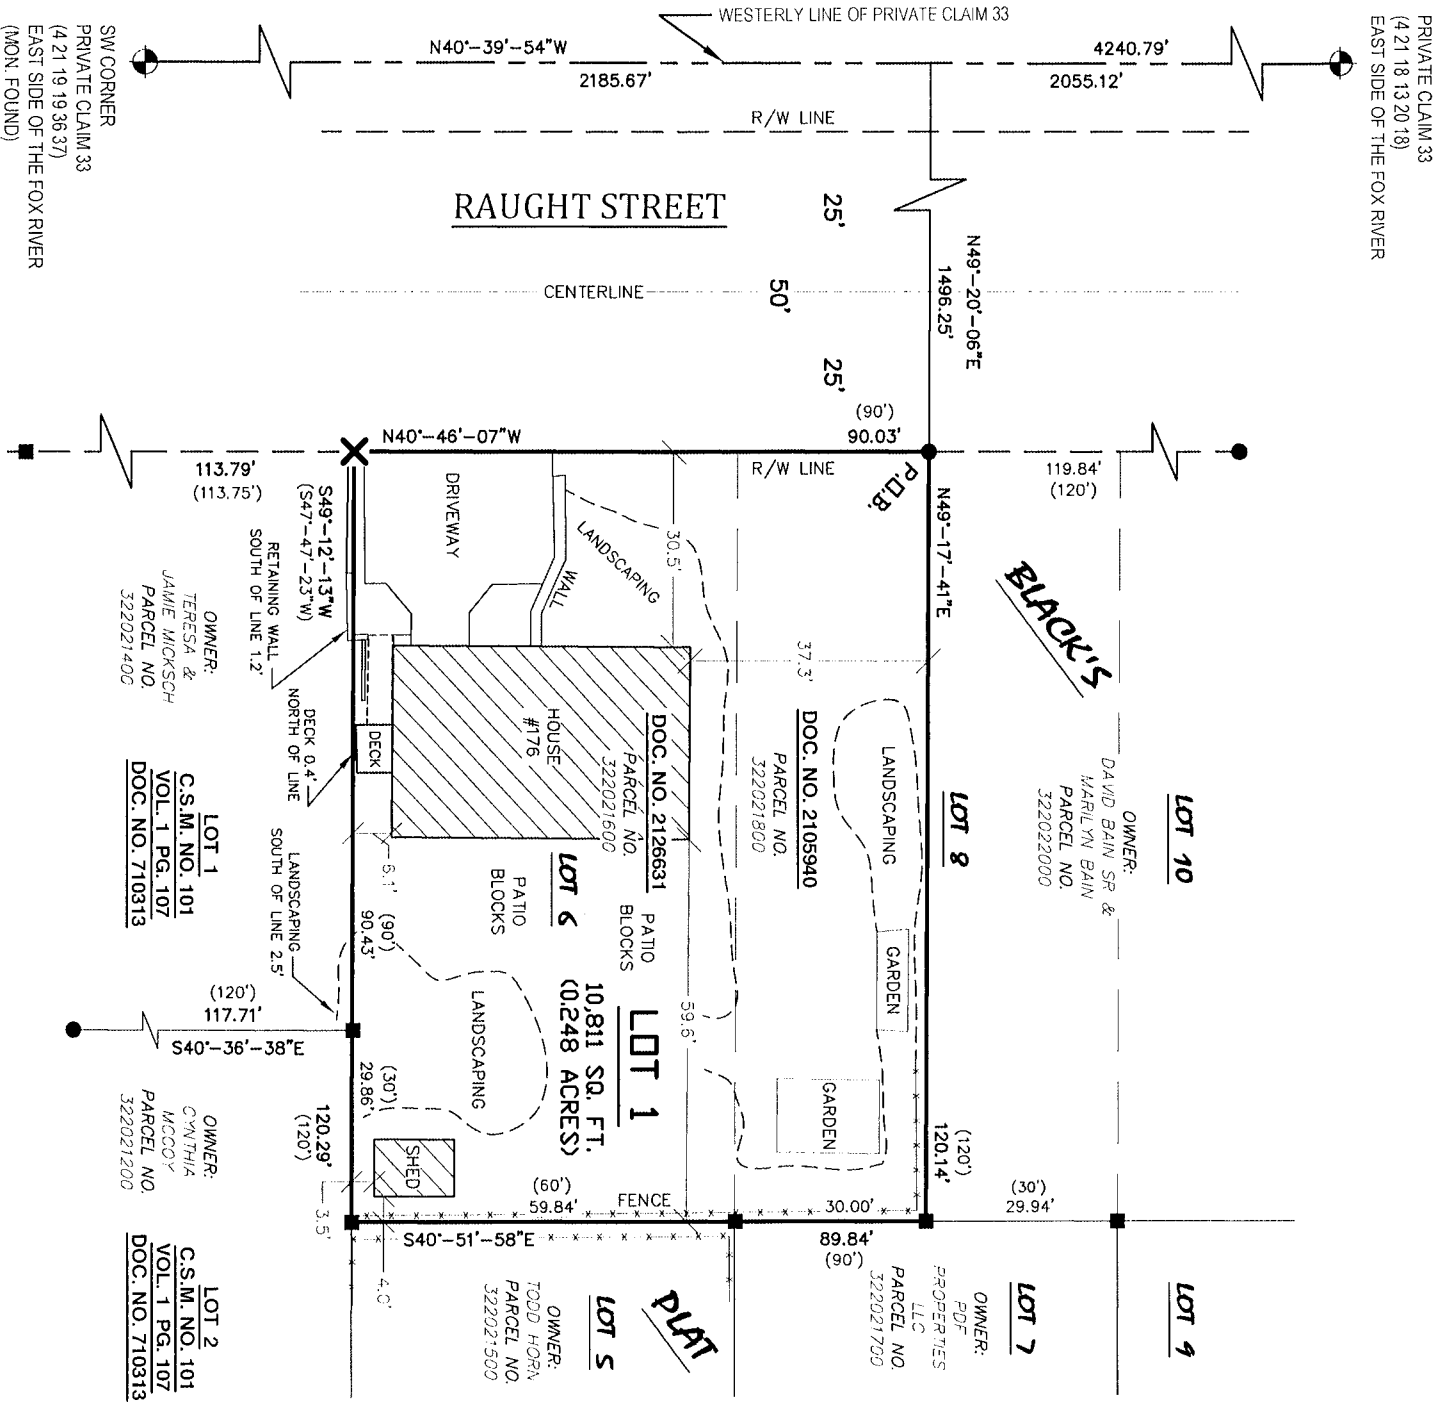 WESTERLY LINE OF PRIVATE CLAIM 33
N40°-39'-54"W
2185.67'
4240.79'
2055.12'
PRIVATE CLAIM 33
(4 21 18 13 20 18)
EAST SIDE OF THE FOX RIVER
SW CORNER
PRIVATE CLAIM 33
(4 21 19 19 36 37)
EAST SIDE OF THE FOX RIVER
(MON. FOUND)
R/W LINE
RAUGHT STREET
25'
50'
25'
CENTERLINE
N49°-20'-06"E
1496.25'
N40°-46'-07"W
(90')
90.03'
R/W LINE
P.O.B.
113.79'
(113.75')
119.84'
(120')
S49°-12'-13"W
(S47°-47'-23"W)
N49°-17'-41"E
DRIVEWAY
WALL
LANDSCAPING
30.5'
37.3'
BLACK'S
RETAINING WALL
SOUTH OF LINE 1.2'
OWNER:
TERESA &
JAMIE MICKSCH
PARCEL NO.
322021400
DECK 0.4'
NORTH OF LINE
DECK
HOUSE
#176
DOC. NO. 2126631
PARCEL NO.
322021600
DOC. NO. 2105940
PARCEL NO.
322021800
LANDSCAPING
LOT 8
OWNER:
DAVID BAIN SR &
MARILYN BAIN
PARCEL NO.
322022000
LOT 10
LOT 1
C.S.M. NO. 101
VOL. 1 PG. 107
DOC. NO. 710313
LANDSCAPING
SOUTH OF LINE 2.5'
6.1'
(90')
90.43'
LOT 6
PATIO
BLOCKS
PATIO
BLOCKS
59.6'
LOT 1
10,811 SQ. FT.
(0.248 ACRES)
LANDSCAPING
GARDEN
GARDEN
(120')
117.71'
S40°-36'-38"E
(30')
29.86'
120.29'
(120')
SHED
3.5'
4.0'
(60')
59.84'
FENCE
30.00'
(120')
120.14'
(30')
29.94'
S40°-51'-58"E
89.84'
(90')
OWNER:
CYNTHIA
MCCOY
PARCEL NO.
322021200
LOT 2
C.S.M. NO. 101
VOL. 1 PG. 107
DOC. NO. 710313
OWNER:
TODD HORN
PARCEL NO.
322021500
LOT 5
PLAT
OWNER:
PDF
PROPERTIES
LLC
PARCEL NO.
322021700
LOT 7
LOT 9